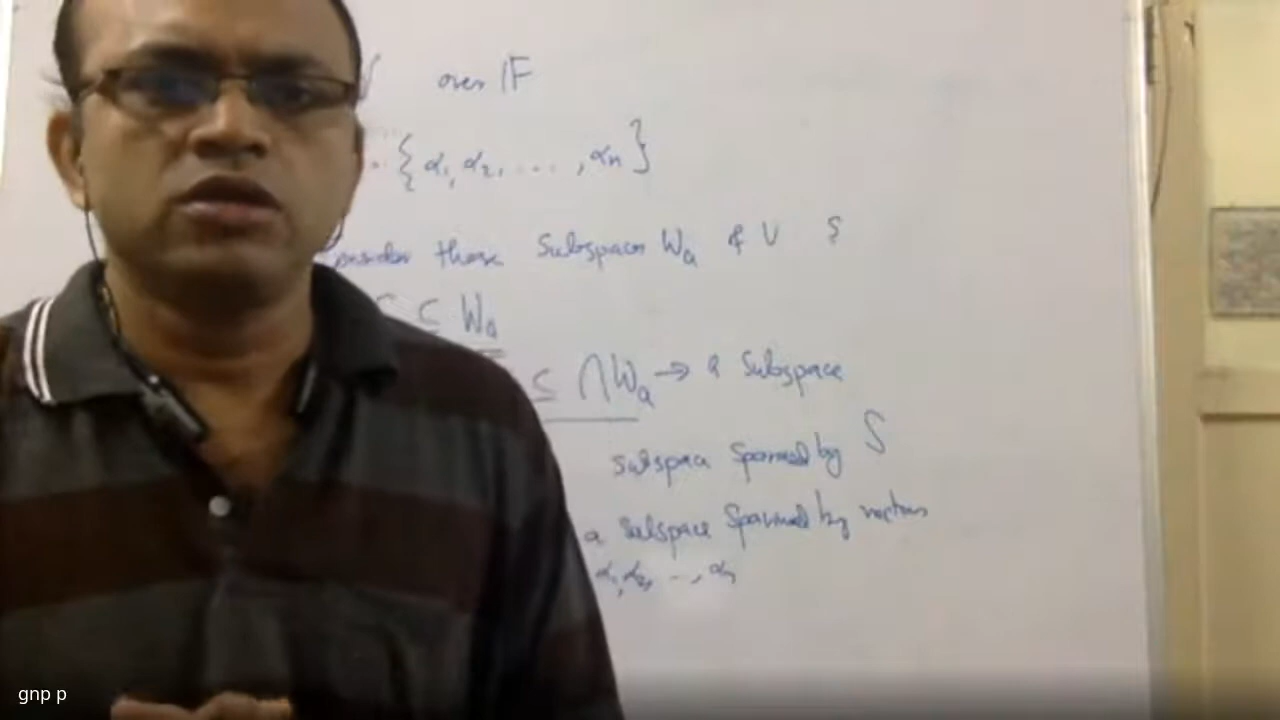 V over IF
{ α1, α2, ..., αn }
Consider those Subspaces Wa of V
S ⊆ Wa
⊆ ⋂Wa → a Subspace
subspace spanned by S
a subspace spanned by vectors
α1, α2, ..., αn
gnp p